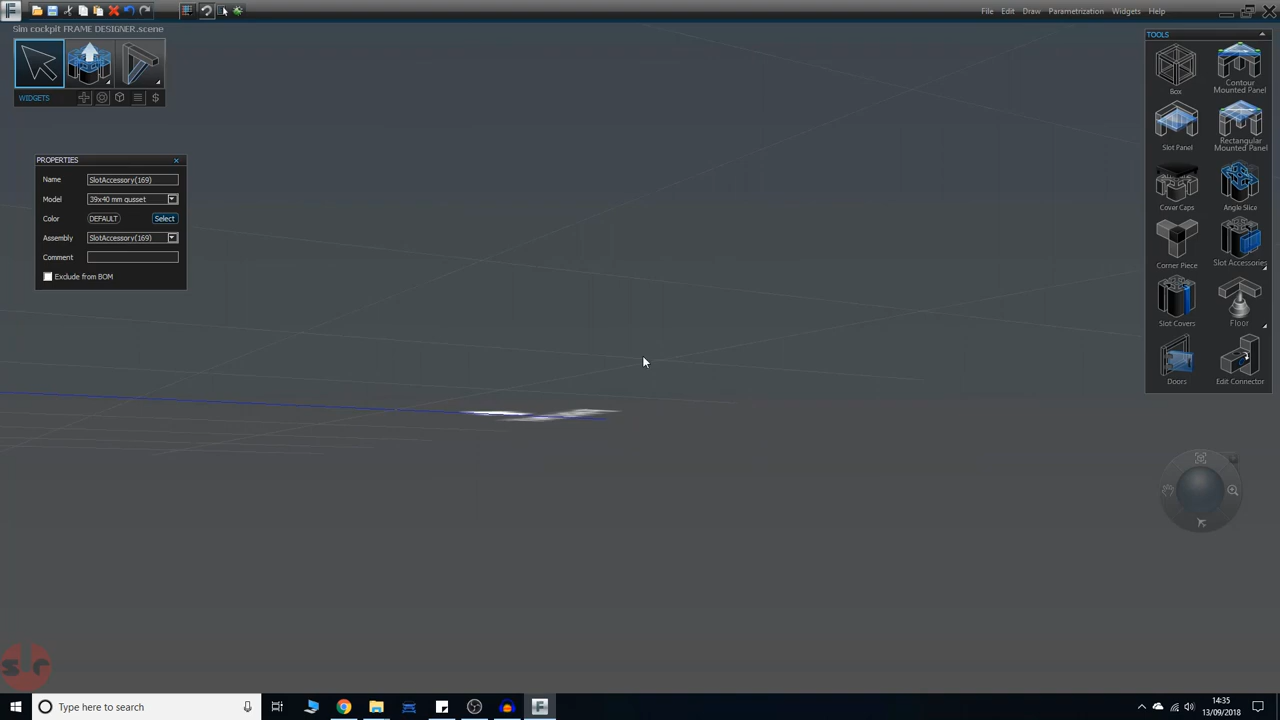 File Edit Draw Parametrization Widgets Help
Sim cockpit FRAME DESIGNER.scene
WIDGETS
$
PROPERTIES
Name SlotAccessory(169)
Model 39x40 mm gusset
Color DEFAULT Select
Assembly SlotAccessory(169)
Comment
Exclude from BOM
TOOLS
Box
Contour Mounted Panel
Slot Panel
Rectangular Mounted Panel
Cover Caps
Angle Slice
Corner Piece
Slot Accessories
Slot Covers
Floor
Doors
Edit Connector
Type here to search
14:35
13/09/2018